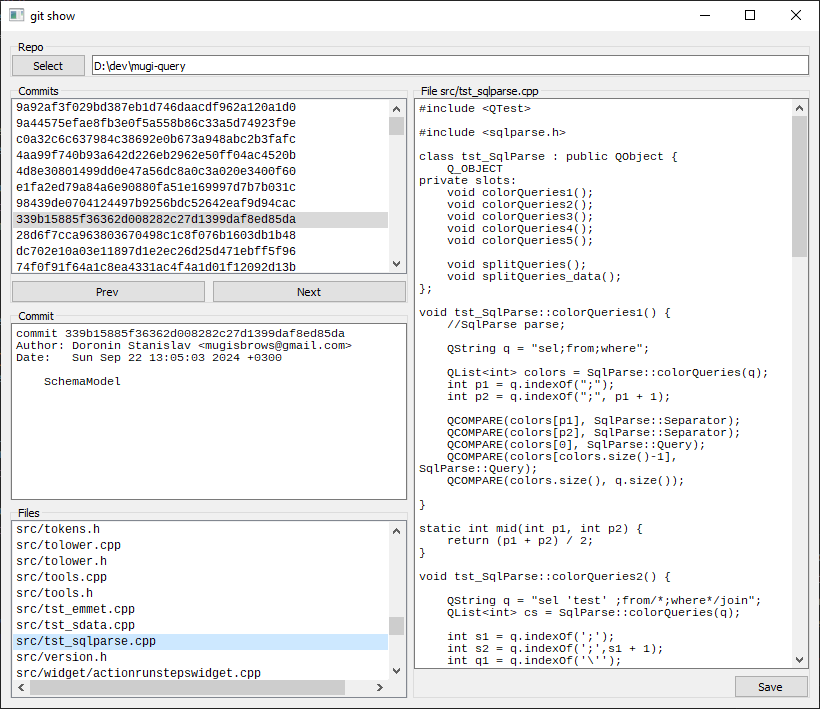 git show
Repo
Select
D:\dev\mugi-query
Commits
9a92af3f029bd387eb1d746daacdf962a120a1d0
9a44575efae8fb3e0f5a558b86c33a5d74923f9e
c0a32c6c637984c38692e0b673a948abc2b3fafc
4aa99f740b93a642d226eb2962e50ff04ac4520b
4d8e30801499dd0e47a56dc8a0c3a020e3400f60
e1fa2ed79a84a6e90880fa51e169997d7b7b031c
98439de0704124497b9256bdc52642eaf9d94cac
339b15885f36362d008282c27d1399daf8ed85da
28d6f7cca963803670498c1c8f076b1603db1b48
dc702e10a03e11897d1e2ec26d25d471ebff5f96
74f0f91f64a1c8ea4331ac4f4a1d01f12092d13b
Prev
Next
Commit
commit 339b15885f36362d008282c27d1399daf8ed85da
Author: Doronin Stanislav <mugisbrows@gmail.com>
Date:   Sun Sep 22 13:05:03 2024 +0300
    SchemaModel
Files
src/tokens.h
src/tolower.cpp
src/tolower.h
src/tools.cpp
src/tools.h
src/tst_emmet.cpp
src/tst_sdata.cpp
src/tst_sqlparse.cpp
src/version.h
src/widget/actionrunstepswidget.cpp
File src/tst_sqlparse.cpp
#include <QTest>
#include <sqlparse.h>
class tst_SqlParse : public QObject {
    Q_OBJECT
private slots:
    void colorQueries1();
    void colorQueries2();
    void colorQueries3();
    void colorQueries4();
    void colorQueries5();
    void splitQueries();
    void splitQueries_data();
};
void tst_SqlParse::colorQueries1() {
    //SqlParse parse;
    QString q = "sel;from;where";
    QList<int> colors = SqlParse::colorQueries(q);
    int p1 = q.indexOf(";");
    int p2 = q.indexOf(";", p1 + 1);
    QCOMPARE(colors[p1], SqlParse::Separator);
    QCOMPARE(colors[p2], SqlParse::Separator);
    QCOMPARE(colors[0], SqlParse::Query);
    QCOMPARE(colors[colors.size()-1],
SqlParse::Query);
    QCOMPARE(colors.size(), q.size());
}
static int mid(int p1, int p2) {
    return (p1 + p2) / 2;
}
void tst_SqlParse::colorQueries2() {
    QString q = "sel 'test' ;from/*;where*/join";
    QList<int> cs = SqlParse::colorQueries(q);
    int s1 = q.indexOf(';');
    int s2 = q.indexOf(';',s1 + 1);
    int q1 = q.indexOf('\'');
Save